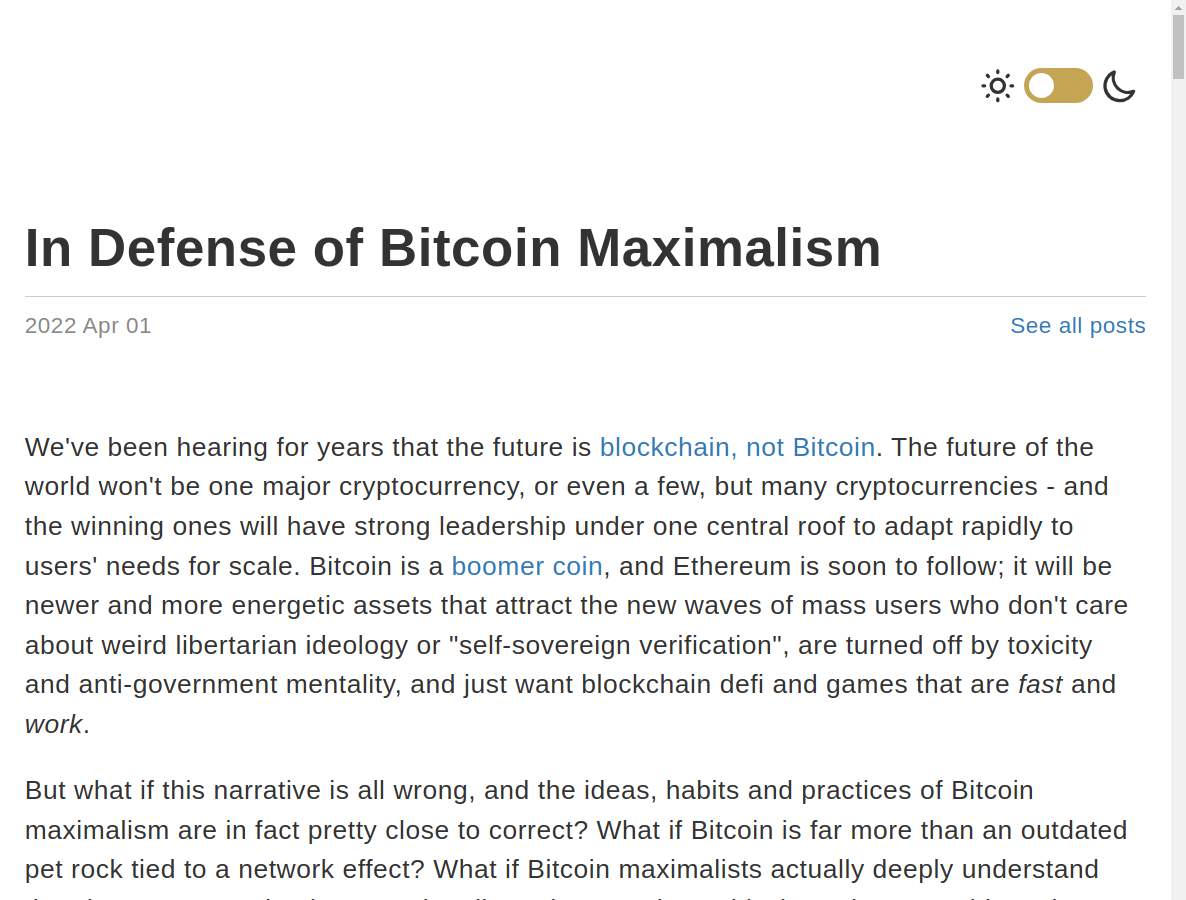 In Defense of Bitcoin Maximalism
2022 Apr 01
See all posts
We've been hearing for years that the future is blockchain, not Bitcoin. The future of the
world won't be one major cryptocurrency, or even a few, but many cryptocurrencies - and
the winning ones will have strong leadership under one central roof to adapt rapidly to
users' needs for scale. Bitcoin is a boomer coin, and Ethereum is soon to follow; it will be
newer and more energetic assets that attract the new waves of mass users who don't care
about weird libertarian ideology or "self-sovereign verification", are turned off by toxicity
and anti-government mentality, and just want blockchain defi and games that are fast and
work.
But what if this narrative is all wrong, and the ideas, habits and practices of Bitcoin
maximalism are in fact pretty close to correct? What if Bitcoin is far more than an outdated
pet rock tied to a network effect? What if Bitcoin maximalists actually deeply understand